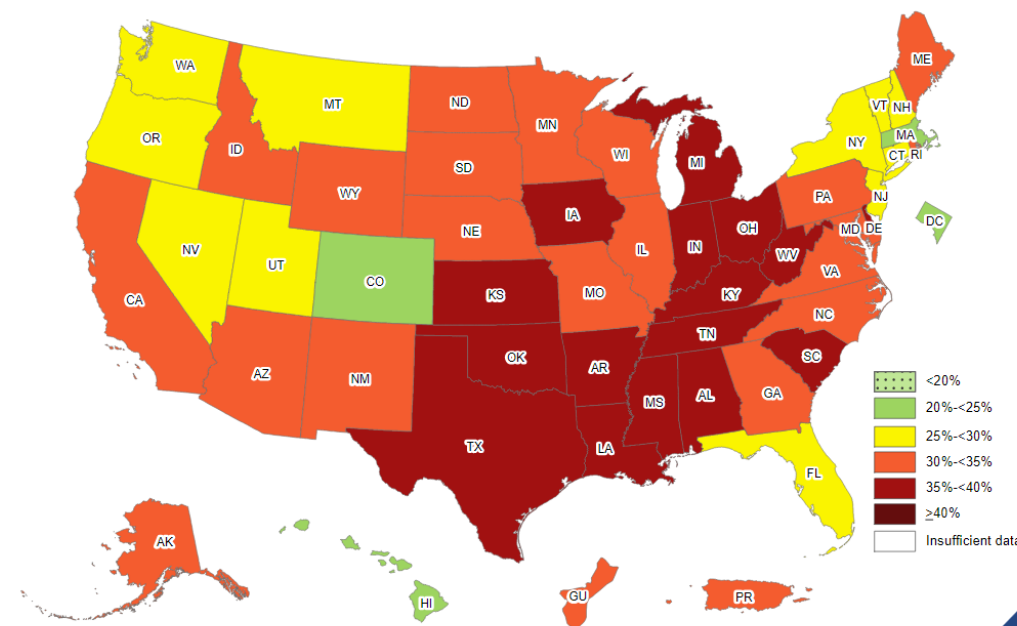 ME
WA
VT
NH
MT
ND
MN
OR
MA
NY
ID
WI
CT
RI
SD
MI
WY
PA
NJ
IA
DC
NE
OH
MD
DE
IN
IL
NV
WV
UT
VA
CO
KS
MO
KY
CA
NC
TN
SC
OK
AZ
AR
NM
GA
MS
AL
TX
LA
FL
<20%
20%-<25%
25%-<30%
30%-<35%
35%-<40%
≥40%
Insufficient data
AK
HI
GU
PR